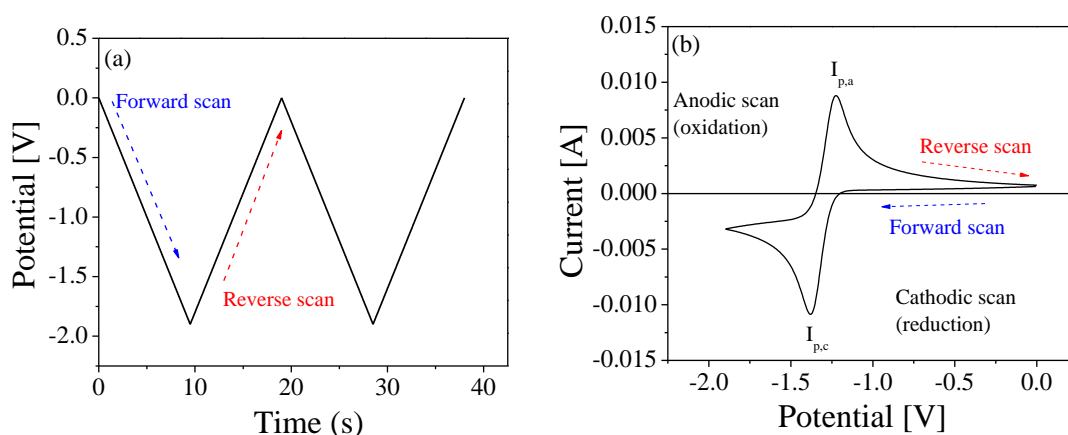 (a)
Forward scan
Reverse scan
0.5
0.0
-0.5
-1.0
-1.5
-2.0
Potential [V]
0
10
20
30
40
Time (s)
(b)
I_{p,a}
Anodic scan
(oxidation)
Reverse scan
Forward scan
Cathodic scan
(reduction)
I_{p,c}
0.015
0.010
0.005
0.000
-0.005
-0.010
-0.015
Current [A]
-2.0
-1.5
-1.0
-0.5
0.0
Potential [V]